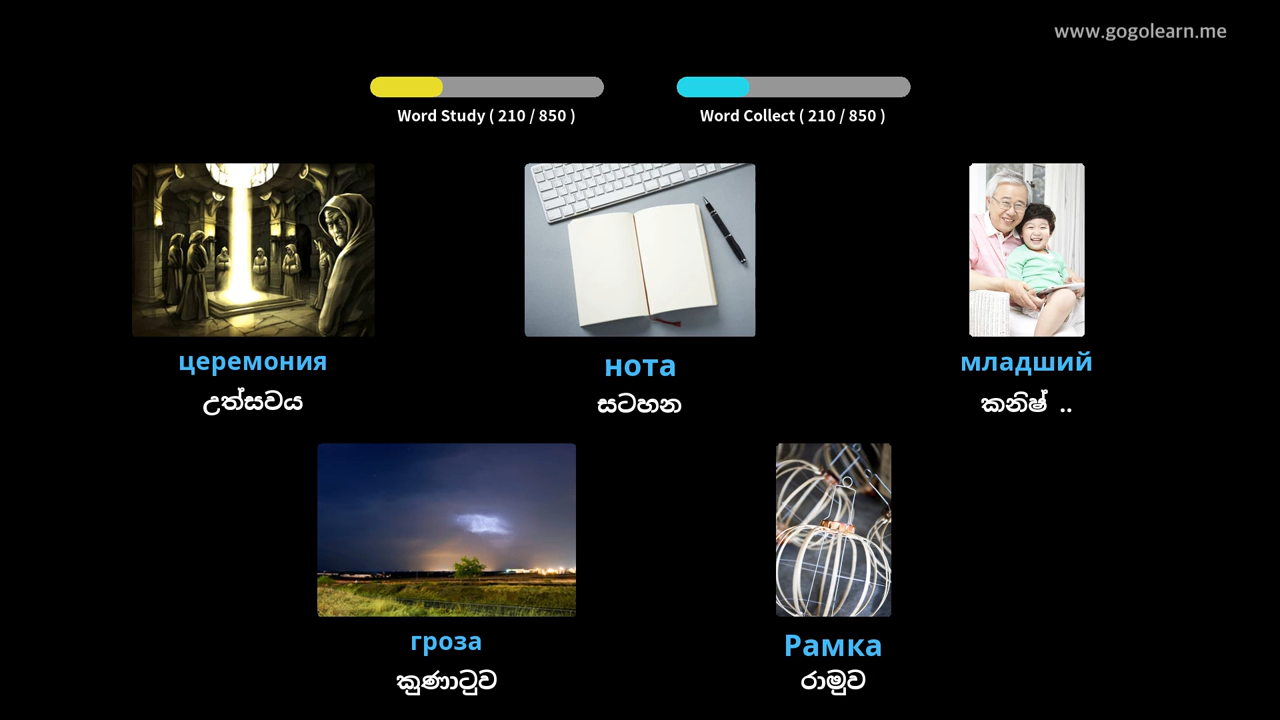 www.gogolearn.me
Word Study ( 210 / 850 )
Word Collect ( 210 / 850 )
церемония
උත්සවය
нота
සටහන
младший
කනිෂ් ..
гроза
කුණාටුව
Рамка
රාමුව